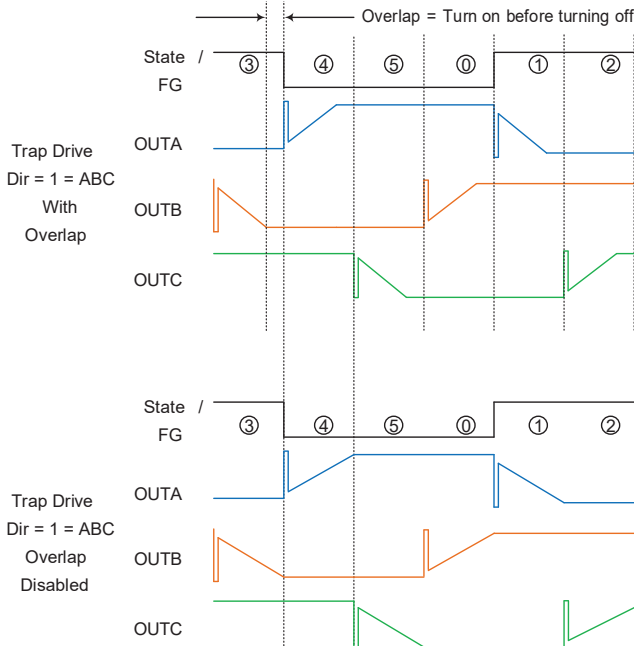 Overlap = Turn on before turning off
State /
FG
③ ④ ⑤ ⓪ ① ②
Trap Drive
Dir = 1 = ABC
With
Overlap
OUTA
OUTB
OUTC
State /
FG
③ ④ ⑤ ⓪ ① ②
Trap Drive
Dir = 1 = ABC
Overlap
Disabled
OUTA
OUTB
OUTC